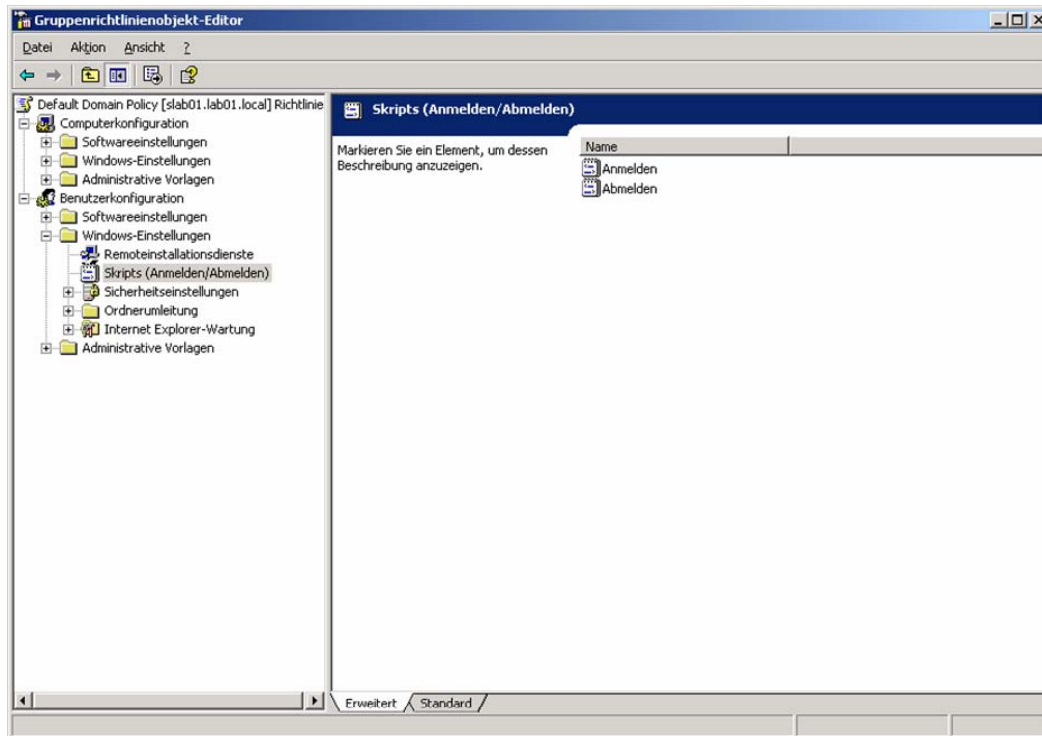 Gruppenrichtlinienobjekt-Editor
Datei Aktion Ansicht ?
Default Domain Policy [slab01.lab01.local] Richtlinie
Computerkonfiguration
Softwareeinstellungen
Windows-Einstellungen
Administrative Vorlagen
Benutzerkonfiguration
Softwareeinstellungen
Windows-Einstellungen
Remoteinstallationsdienste
Skripts (Anmelden/Abmelden)
Sicherheitseinstellungen
Ordnerumleitung
Internet Explorer-Wartung
Administrative Vorlagen
Skripts (Anmelden/Abmelden)
Markieren Sie ein Element, um dessen
Beschreibung anzuzeigen.
Name
Anmelden
Abmelden
Erweitert Standard